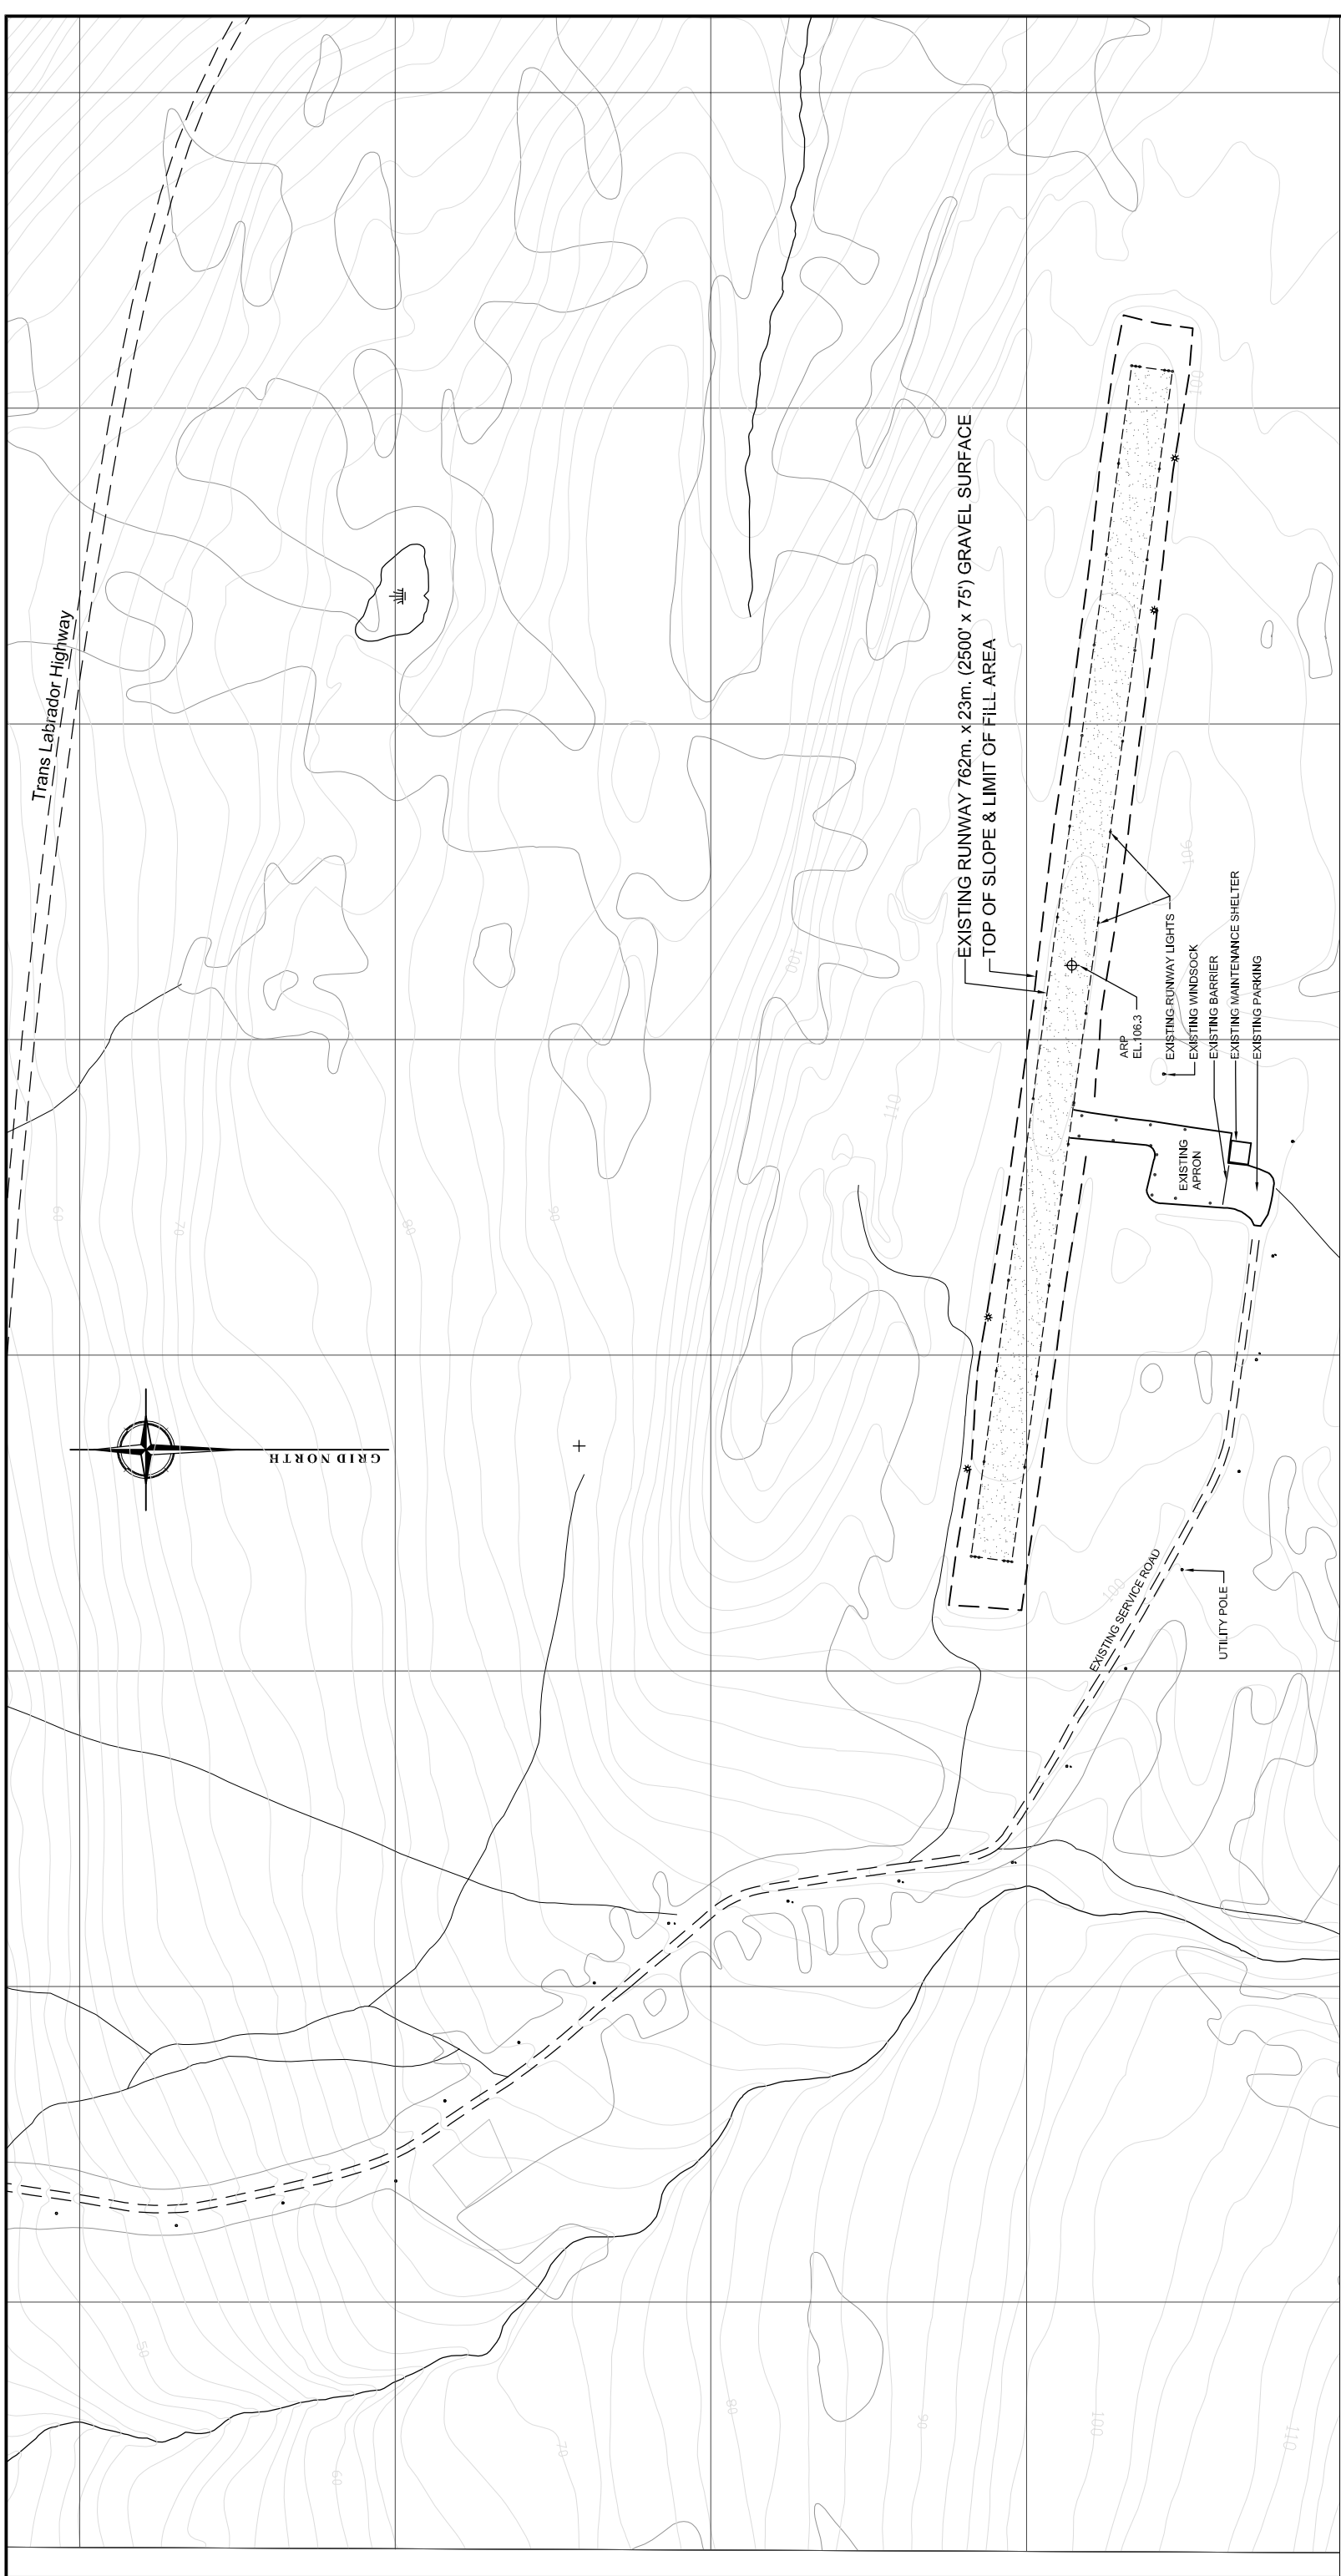 Trans Labrador Highway
GRID NORTH
EXISTING RUNWAY 762m. x 23m. (2500' x 75') GRAVEL SURFACE
TOP OF SLOPE & LIMIT OF FILL AREA
ARP
EL.106.3
EXISTING RUNWAY LIGHTS
EXISTING WINDSOCK
EXISTING BARRIER
EXISTING MAINTENANCE SHELTER
EXISTING PARKING
EXISTING
APRON
EXISTING SERVICE ROAD
UTILITY POLE
60
70
80
90
100
110
100
106
100
50
60
70
80
90
100
110